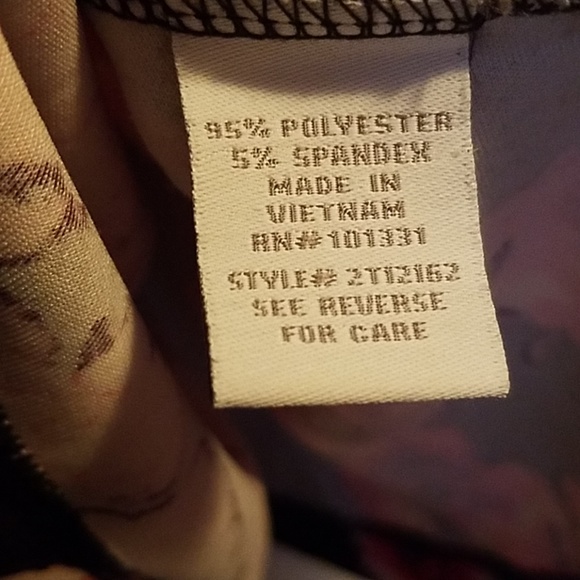 95% POLYESTER
5% SPANDEX
MADE IN
VIETNAM
RN#101331
STYLE# 2T12162
SEE REVERSE
FOR CARE